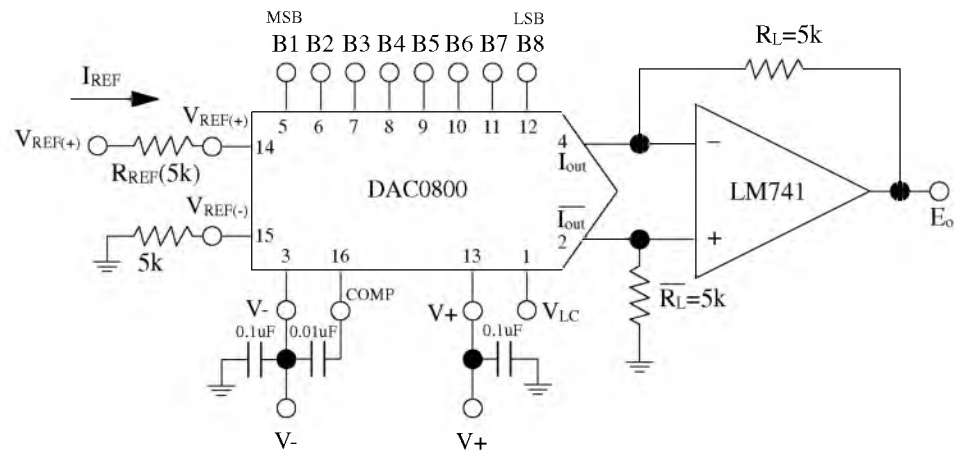 MSB LSB
B1 B2 B3 B4 B5 B6 B7 B8
R_L=5k
I_REF
V_REF(+)
5 6 7 8 9 10 11 12
V_REF(+)
14
4
I_out
−
R_REF(5k)
DAC0800
LM741
V_REF(-)
15
I̅_out
2
+
E_o
5k
3 16 13 1
R̅_L=5k
V- COMP V+ V_LC
0.1uF 0.01uF 0.1uF
V- V+